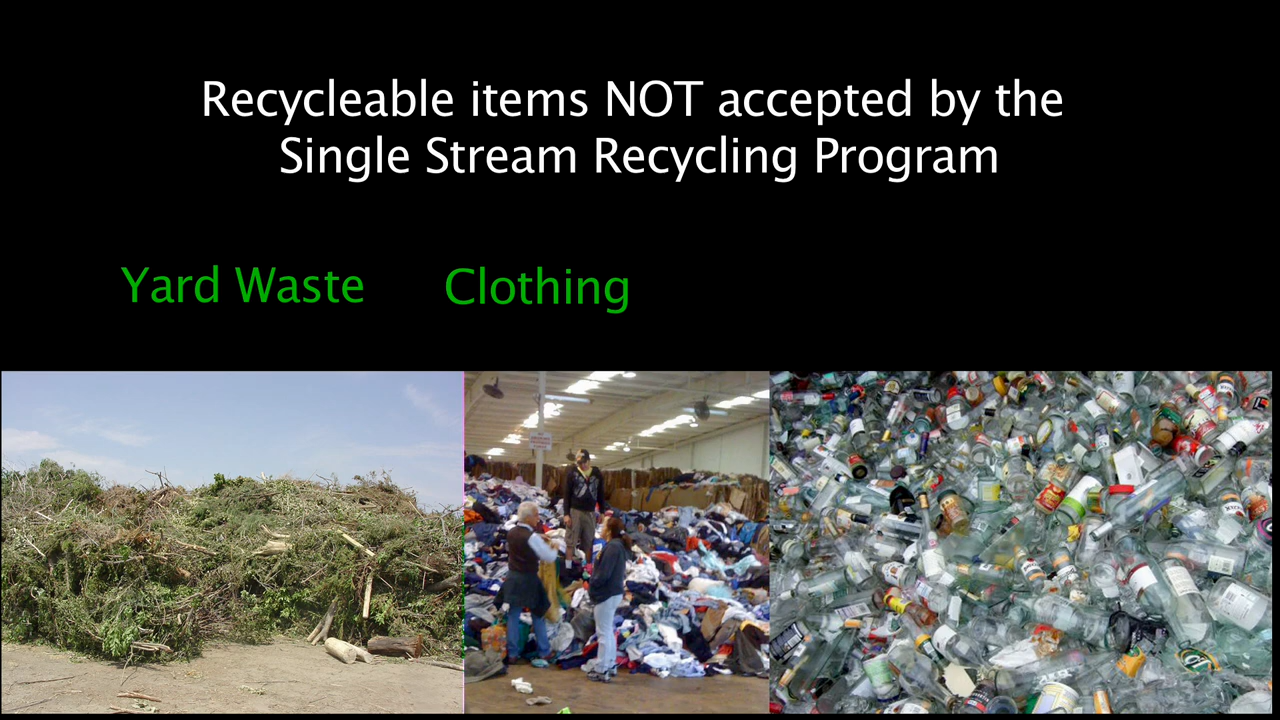 Recycleable items NOT accepted by the
Single Stream Recycling Program
Yard Waste Clothing